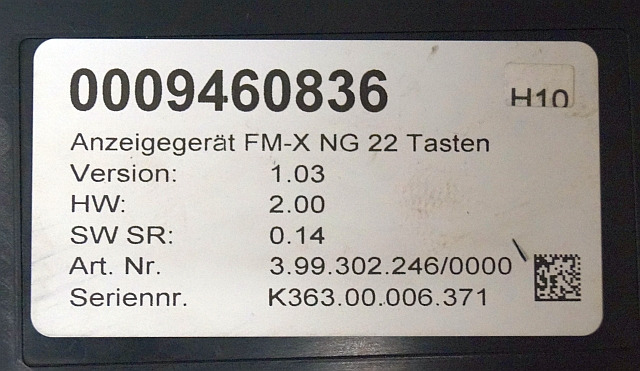 0009460836
H10
Anzeigegerät FM-X NG 22 Tasten
Version: 1.03
HW: 2.00
SW SR: 0.14
Art. Nr. 3.99.302.246/0000
Seriennr. K363.00.006.371